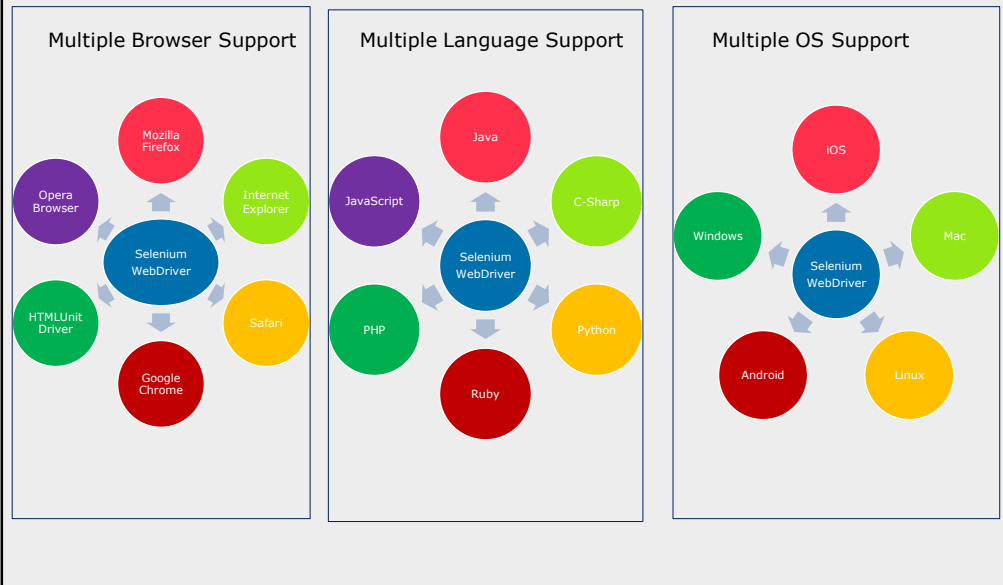 Multiple Browser Support
Mozilla
Firefox
Opera
Browser
Internet
Explorer
Selenium
WebDriver
HTMLUnit
Driver
Safari
Google
Chrome
Multiple Language Support
Java
JavaScript
C-Sharp
Selenium
WebDriver
PHP
Python
Ruby
Multiple OS Support
iOS
Windows
Mac
Selenium
WebDriver
Android
Linux